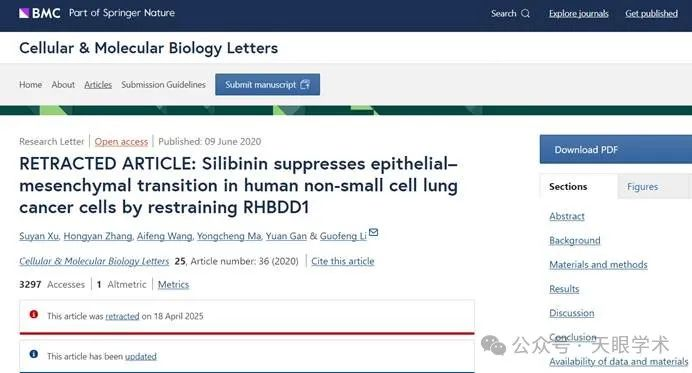 BMC Part of Springer Nature
Search Explore journals Get published
Cellular & Molecular Biology Letters
Home About Articles Submission Guidelines Submit manuscript
Research Letter | Open access | Published: 09 June 2020
RETRACTED ARTICLE: Silibinin suppresses epithelial–
mesenchymal transition in human non-small cell lung
cancer cells by restraining RHBDD1
Suyan Xu, Hongyan Zhang, Aifeng Wang, Yongcheng Ma, Yuan Gan & Guofeng Li
Cellular & Molecular Biology Letters 25, Article number: 36 (2020) | Cite this article
3297 Accesses | 1 Altmetric | Metrics
This article was retracted on 18 April 2025
This article has been updated
Download PDF
Sections Figures
Abstract
Background
Materials and methods
Results
Discussion
Conclusion
Availability of data and materials
公众号 · 天眼学术